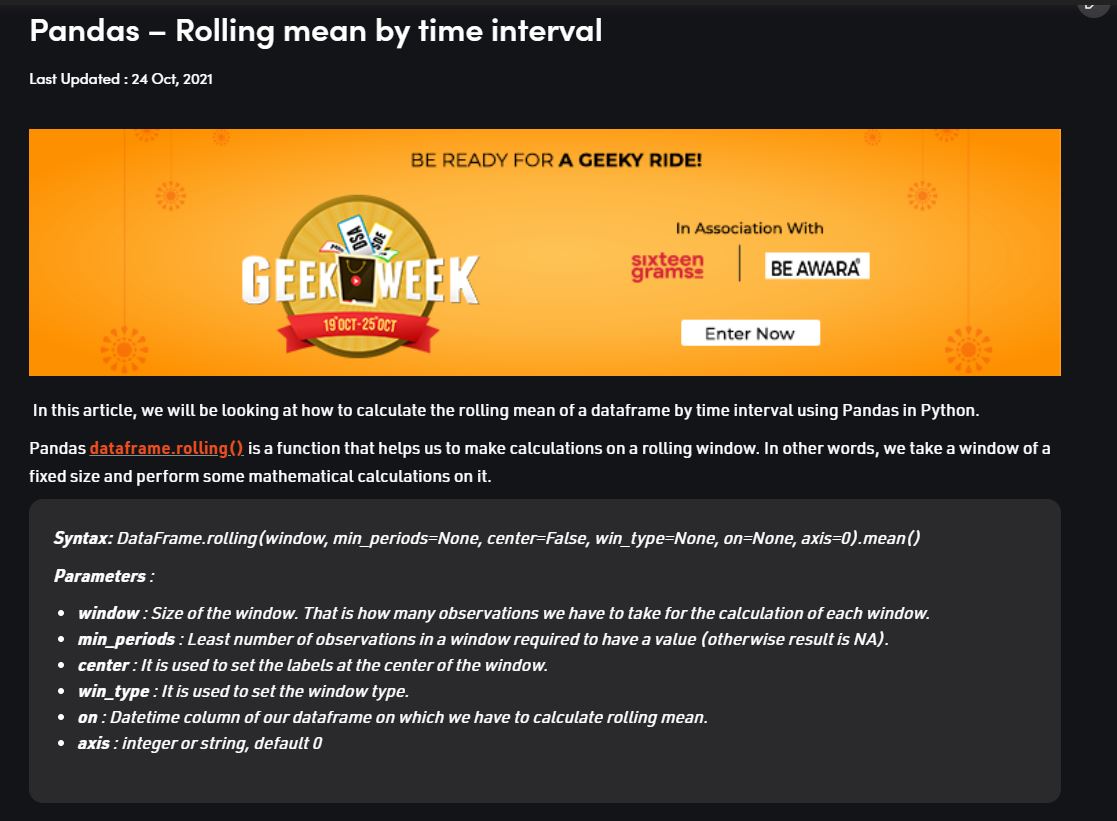 Pandas – Rolling mean by time interval
Last Updated : 24 Oct, 2021
BE READY FOR A GEEKY RIDE!
DSA
SDE
GEEK WEEK
19 OCT-25 OCT
In Association With
sixteen
grams
BE AWARA
Enter Now
In this article, we will be looking at how to calculate the rolling mean of a dataframe by time interval using Pandas in Python.
Pandas dataframe.rolling() is a function that helps us to make calculations on a rolling window. In other words, we take a window of a
fixed size and perform some mathematical calculations on it.
Syntax: DataFrame.rolling(window, min_periods=None, center=False, win_type=None, on=None, axis=0).mean()
Parameters :
• window : Size of the window. That is how many observations we have to take for the calculation of each window.
• min_periods : Least number of observations in a window required to have a value (otherwise result is NA).
• center : It is used to set the labels at the center of the window.
• win_type : It is used to set the window type.
• on : Datetime column of our dataframe on which we have to calculate rolling mean.
• axis : integer or string, default 0